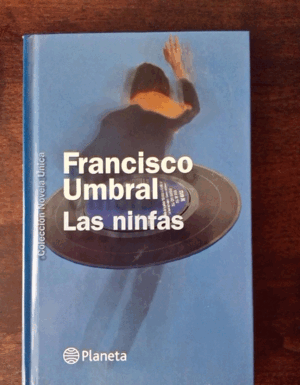 Francisco
Umbral
Las ninfas
Colección Novela Única
Planeta